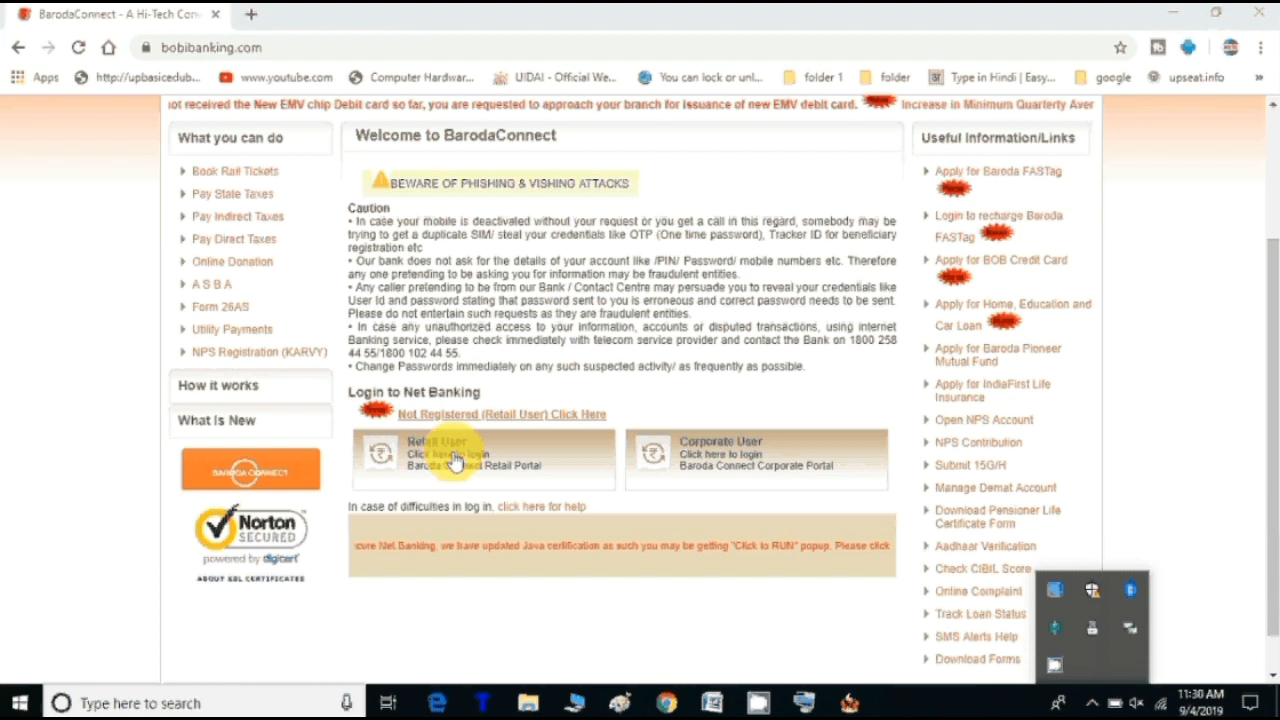 BarodaConnect - A Hi-Tech Con
bobibanking.com
Apps
http://upbasicedub...
www.youtube.com
Computer Hardwar...
UIDAI - Official We...
You can lock or unl...
folder 1
folder
Type in Hindi | Easy...
google
upseat.info
»
ot received the New EMV chip Debit card so far, you are requested to approach your branch for issuance of new EMV debit card.
Increase in Minimum Quarterly Aver
What you can do
Book Rail Tickets
Pay State Taxes
Pay Indirect Taxes
Pay Direct Taxes
Online Donation
A S B A
Form 26AS
Utility Payments
NPS Registration (KARVY)
How it works
What Is New
BARODA CONNECT
Norton
SECURED
powered by digicert
ABOUT SSL CERTIFICATES
Welcome to BarodaConnect
BEWARE OF PHISHING & VISHING ATTACKS
Caution
• In case your mobile is deactivated without your request or you get a call in this regard, somebody may be
trying to get a duplicate SIM/ steal your credentials like OTP (One time password), Tracker ID for beneficiary
registration etc
• Our bank does not ask for the details of your account like /PIN/ Password/ mobile numbers etc. Therefore
any one pretending to be asking you for information may be fraudulent entities.
• Any caller pretending to be from our Bank / Contact Centre may persuade you to reveal your credentials like
User Id and password stating that password sent to you is erroneous and correct password needs to be sent.
Please do not entertain such requests as they are fraudulent entities.
• In case any unauthorized access to your information, accounts or disputed transactions, using internet
Banking service, please check immediately with telecom service provider and contact the Bank on 1800 258
44 55/1800 102 44 55.
• Change Passwords immediately on any such suspected activity/ as frequently as possible.
Login to Net Banking
Not Registered (Retail User) Click Here
Retail User
Click here to login
Baroda Connect Retail Portal
Corporate User
Click here to login
Baroda Connect Corporate Portal
In case of difficulties in log in, click here for help
cure Net Banking, we have updated Java certification as such you may be getting "Click to RUN" popup. Please click
Useful Information/Links
Apply for Baroda FASTag
Login to recharge Baroda
FASTag
Apply for BOB Credit Card
Apply for Home, Education and
Car Loan
Apply for Baroda Pioneer
Mutual Fund
Apply for IndiaFirst Life
Insurance
Open NPS Account
NPS Contribution
Submit 15G/H
Manage Demat Account
Download Pensioner Life
Certificate Form
Aadhaar Verification
Check CIBIL Score
Online Complaint
Track Loan Status
SMS Alerts Help
Download Forms
Type here to search
11:30 AM
9/4/2019